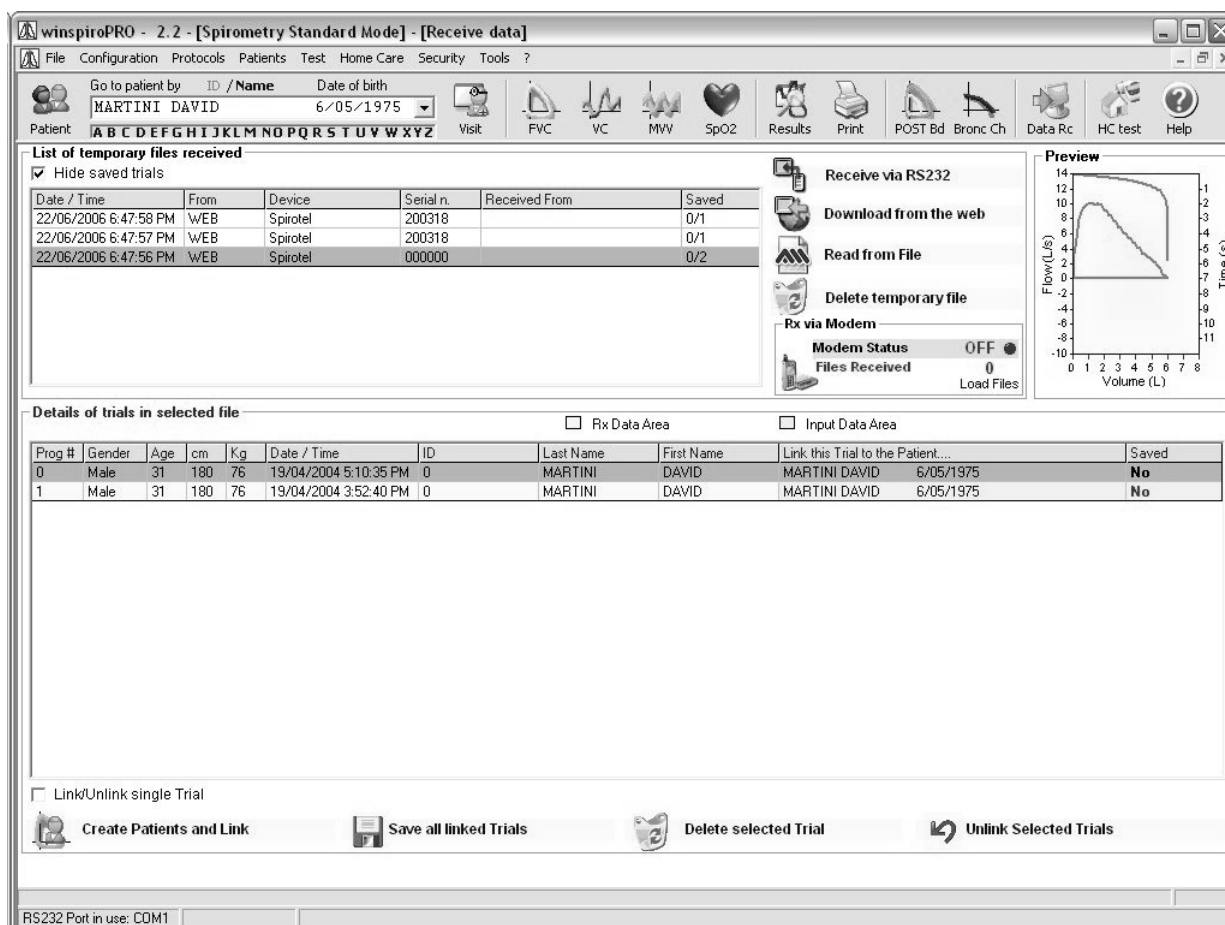 winspiroPRO - 2.2 - [Spirometry Standard Mode] - [Receive data]
File Configuration Protocols Patients Test Home Care Security Tools ?
Go to patient by ID / Name Date of birth
MARTINI DAVID 6/05/1975
A B C D E F G H I J K L M N O P Q R S T U V W X Y Z
Patient Visit FVC VC MVV SpO2 Results Print POST Bd Bronc Ch Data Rc HC test Help
List of temporary files received
Hide saved trials
Date / Time From Device Serial n. Received From Saved
22/06/2006 6:47:58 PM WEB Spirotel 200318 0/1
22/06/2006 6:47:57 PM WEB Spirotel 200318 0/1
22/06/2006 6:47:56 PM WEB Spirotel 000000 0/2
Receive via RS232
Download from the web
Read from File
Delete temporary file
Rx via Modem
Modem Status OFF
Files Received 0
Load Files
Preview
Flow (L/s)
14
12
10
8
6
4
2
0
-2
-4
-6
-8
-10
0 1 2 3 4 5 6 7 8
Volume (L)
1
2
3
4
5
6
7
8
9
10
11
Time (s)
Details of trials in selected file
Rx Data Area Input Data Area
Prog # Gender Age cm Kg Date / Time ID Last Name First Name Link this Trial to the Patient.... Saved
0 Male 31 180 76 19/04/2004 5:10:35 PM 0 MARTINI DAVID MARTINI DAVID 6/05/1975 No
1 Male 31 180 76 19/04/2004 3:52:40 PM 0 MARTINI DAVID MARTINI DAVID 6/05/1975 No
Link/Unlink single Trial
Create Patients and Link Save all linked Trials Delete selected Trial Unlink Selected Trials
RS232 Port in use: COM1